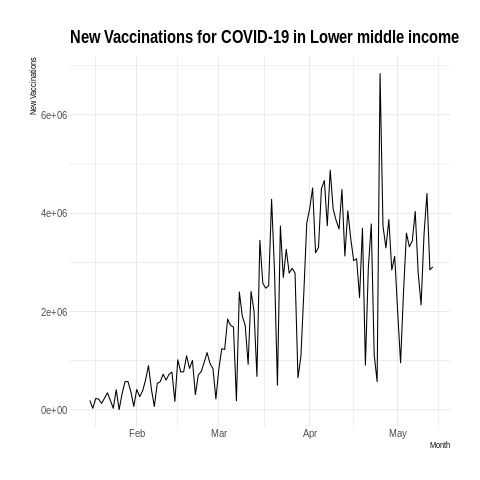 New Vaccinations for COVID-19 in Lower middle income
New Vaccinations
6e+06
4e+06
2e+06
0e+00
Feb Mar Apr May
Month